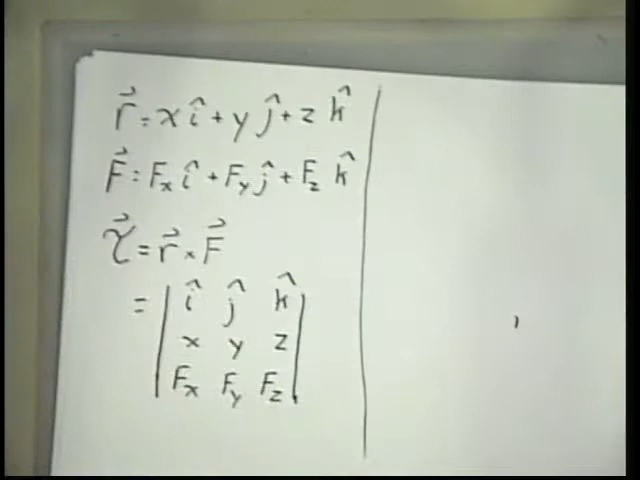 r⃗ = x î + y ĵ + z k̂
F⃗ = Fx î + Fy ĵ + Fz k̂
τ⃗ = r⃗ × F⃗
= | î ĵ k̂ |
| x y z |
| Fx Fy Fz |